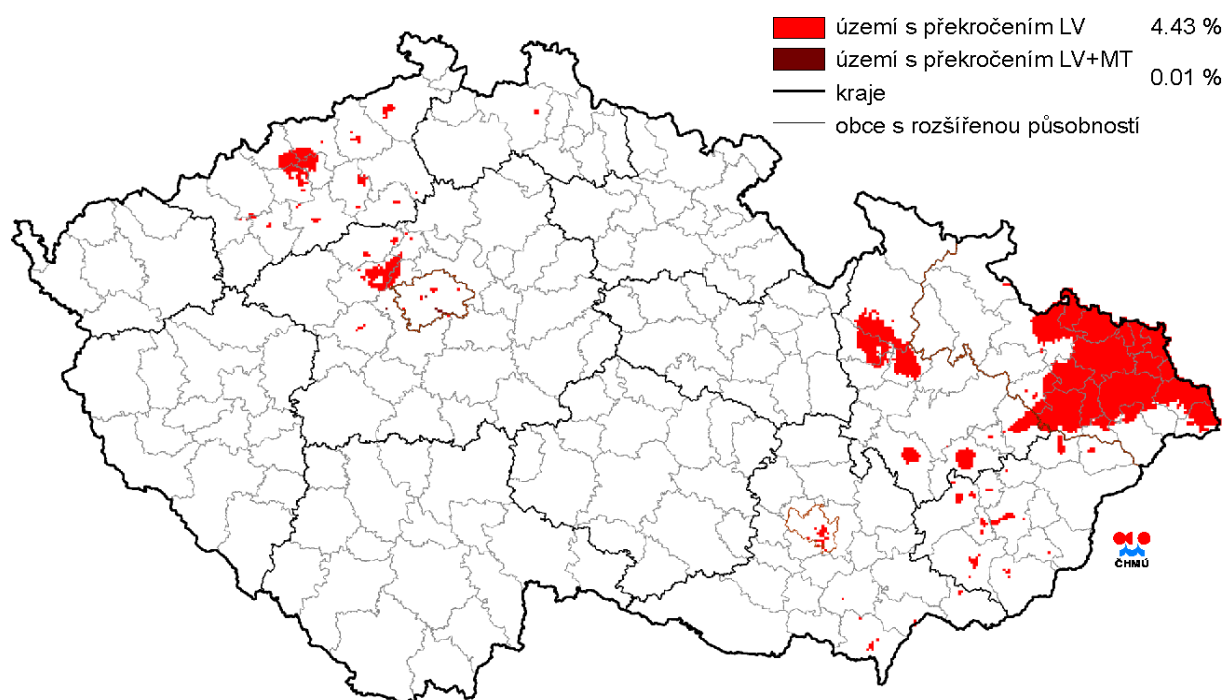 území s překročením LV 4.43 %
území s překročením LV+MT 0.01 %
kraje
obce s rozšířenou působností
ČHMÚ